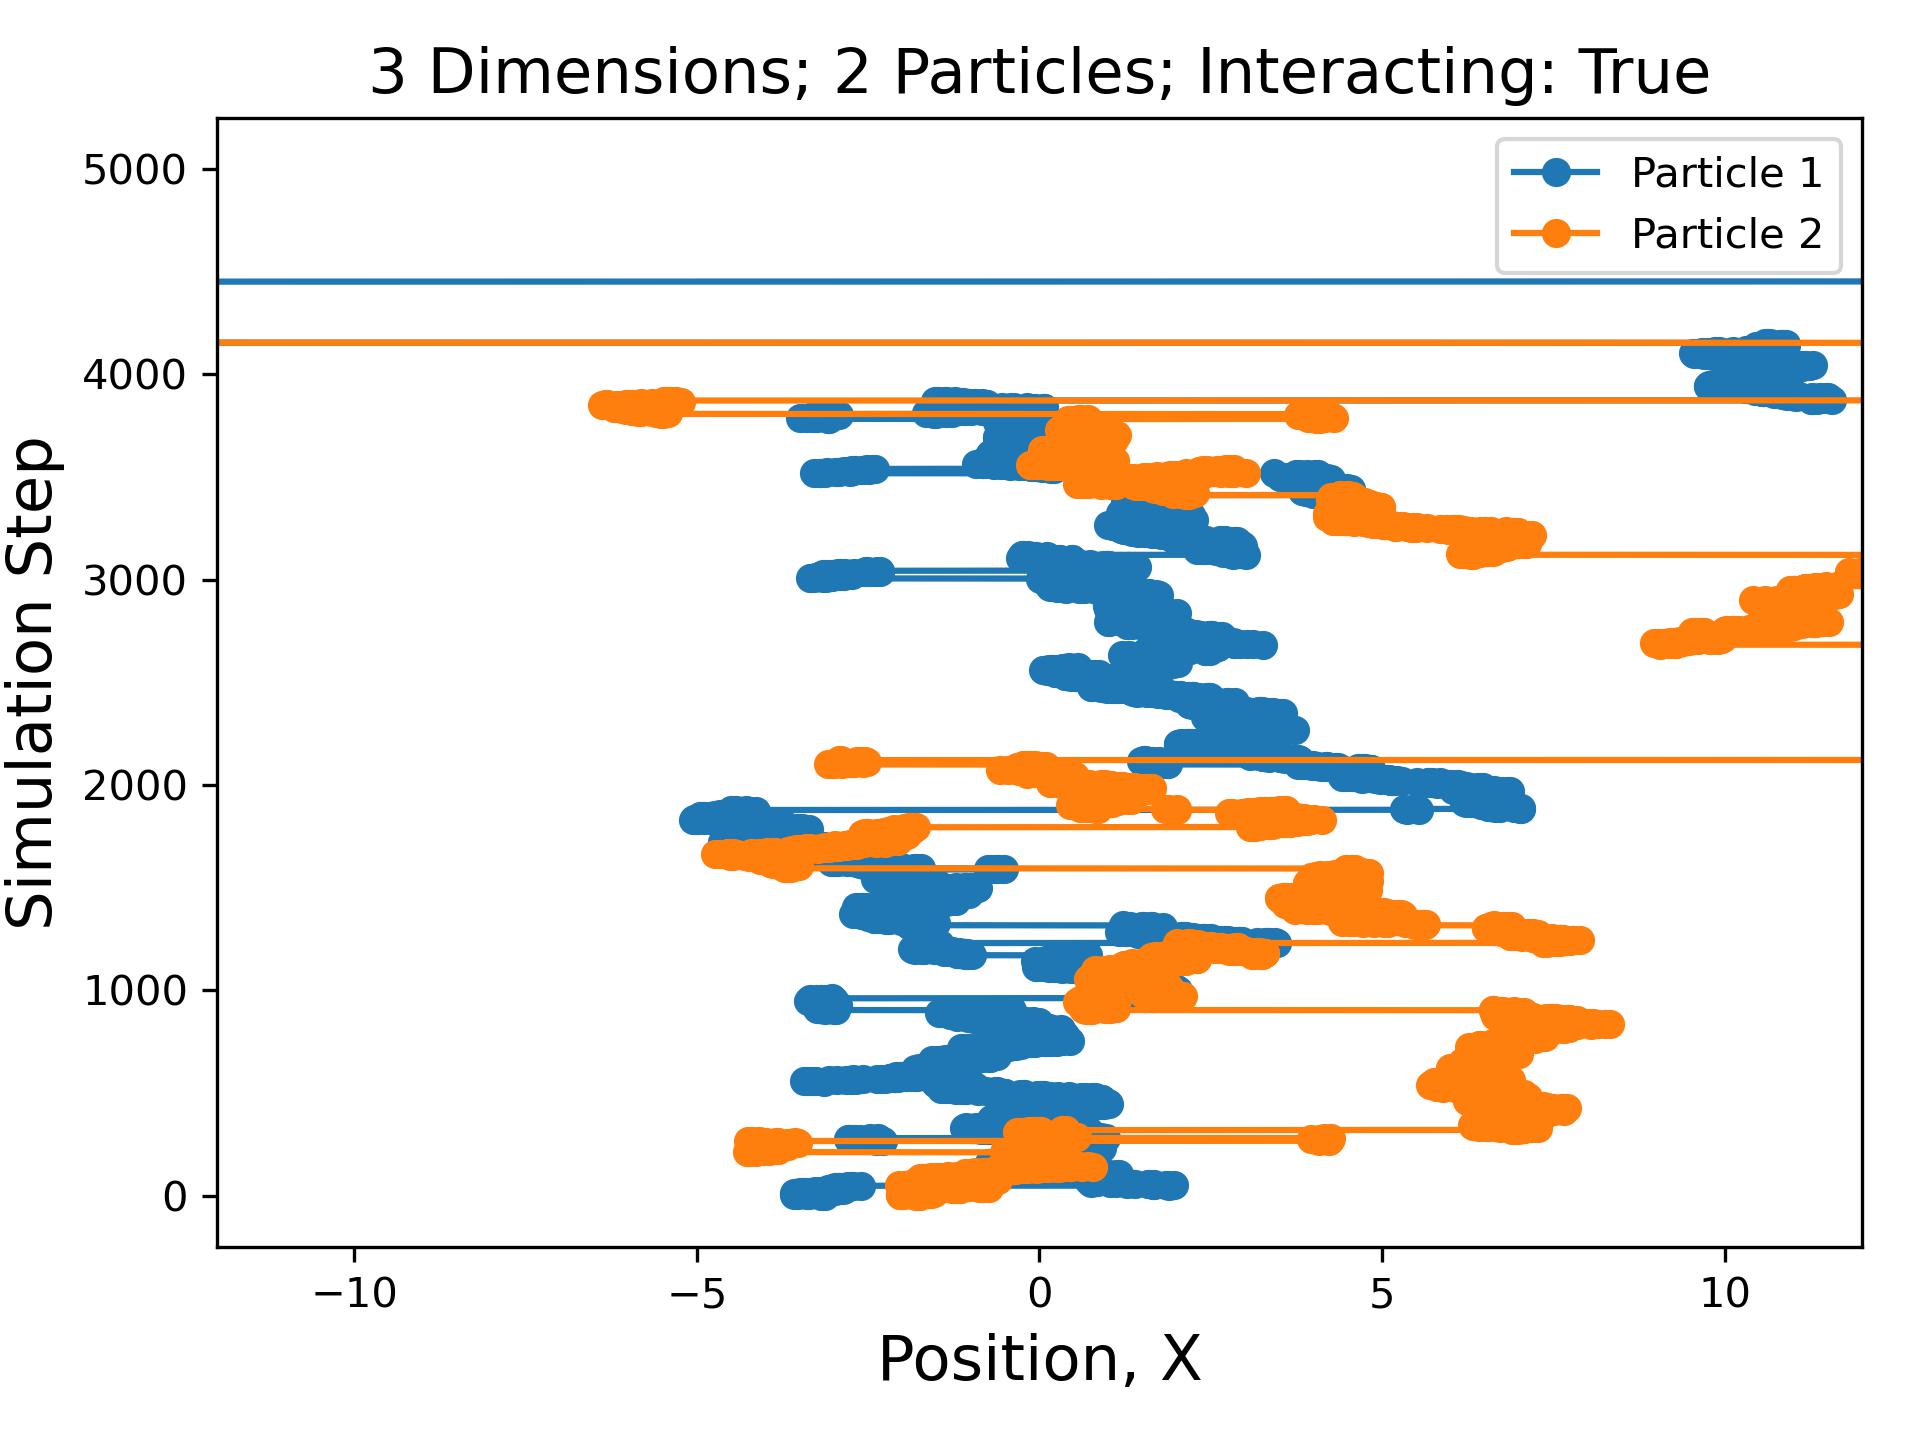 3 Dimensions; 2 Particles; Interacting: True
Particle 1
Particle 2
Simulation Step
5000
4000
3000
2000
1000
0
−10 −5 0 5 10
Position, X